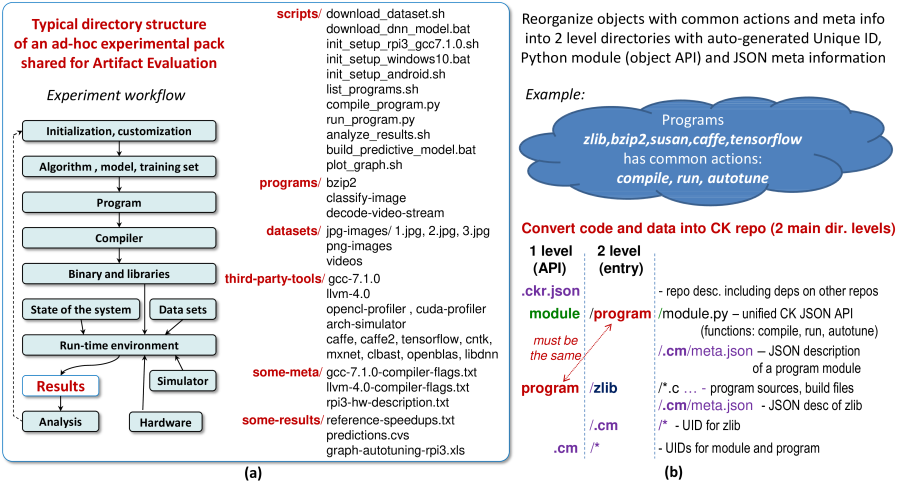 Typical directory structure
of an ad-hoc experimental pack
shared for Artifact Evaluation
Experiment workflow
Initialization, customization
Algorithm , model, training set
Program
Compiler
Binary and libraries
State of the system
Data sets
Run-time environment
Results
Simulator
Analysis
Hardware
scripts/ download_dataset.sh
download_dnn_model.bat
init_setup_rpi3_gcc7.1.0.sh
init_setup_windows10.bat
init_setup_android.sh
list_programs.sh
compile_program.py
run_program.py
analyze_results.sh
build_predictive_model.bat
plot_graph.sh
programs/ bzip2
classify-image
decode-video-stream
datasets/ jpg-images/ 1.jpg, 2.jpg, 3.jpg
png-images
videos
third-party-tools/ gcc-7.1.0
llvm-4.0
opencl-profiler , cuda-profiler
arch-simulator
caffe, caffe2, tensorflow, cntk,
mxnet, clbast, openblas, libdnn
some-meta/ gcc-7.1.0-compiler-flags.txt
llvm-4.0-compiler-flags.txt
rpi3-hw-description.txt
some-results/ reference-speedups.txt
predictions.cvs
graph-autotuning-rpi3.xls
(a)
Reorganize objects with common actions and meta info
into 2 level directories with auto-generated Unique ID,
Python module (object API) and JSON meta information
Example:
Programs
zlib,bzip2,susan,caffe,tensorflow
has common actions:
compile, run, autotune
Convert code and data into CK repo (2 main dir. levels)
1 level 2 level
(API) (entry)
.ckr.json - repo desc. including deps on other repos
module /program /module.py – unified CK JSON API
(functions: compile, run, autotune)
must be
the same
/.cm/meta.json – JSON description
of a program module
program /zlib /*.c ... - program sources, build files
/.cm/meta.json - JSON desc of zlib
/.cm /* - UID for zlib
.cm /* - UIDs for module and program
(b)